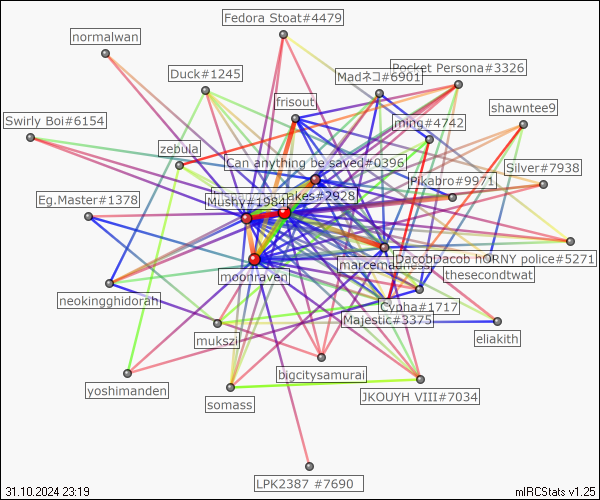 Fedora Stoat#4479
normalwan
Duck#1245
Madネコ#6901
Pocket Persona#3326
frisout
shawntee9
Swirly Boi#6154
ming#4742
zebula
Can anything be saved#0396
Silver#7938
Pikabro#9971
Eg.Master#1378
Mushy#1984
akes#2928
DacobDacob
hORNY police#5271
marcemadness
thesecondtwat
moonraven
neokingghidorah
Cypha#1717
Majestic#3375
mukszi
eliakith
bigcitysamurai
yoshimanden
somass
JKOUYH VIII#7034
LPK2387 #7690
31.10.2024 23:19
mIRCStats v1.25